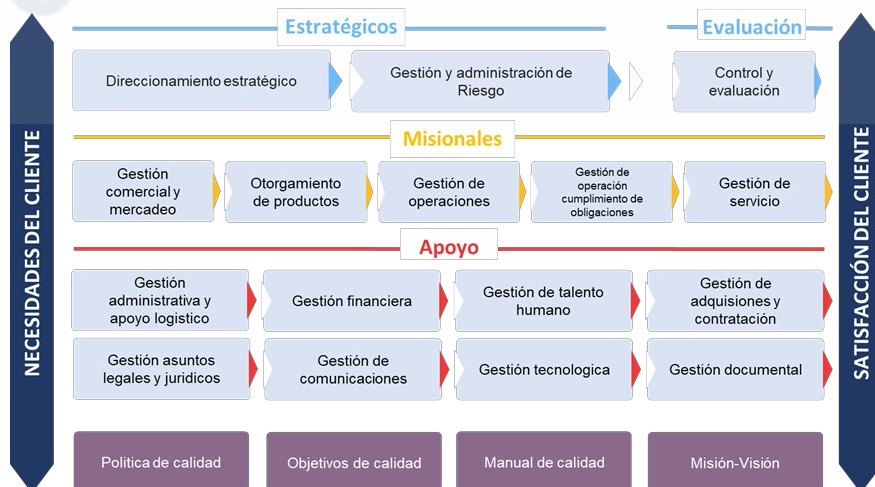 Estratégicos
Evaluación
Direccionamiento estratégico
Gestión y administración de
Riesgo
Control y
evaluación
NECESIDADES DEL CLIENTE
SATISFACCIÓN DEL CLIENTE
Misionales
Gestión
comercial y
mercadeo
Otorgamiento
de productos
Gestión de
operaciones
Gestión de
operación
cumplimiento de
obligaciones
Gestión de
servicio
Apoyo
Gestión
administrativa y
apoyo logistico
Gestión financiera
Gestión de talento
humano
Gestión de
adquisiones y
contratación
Gestión asuntos
legales y juridicos
Gestión de
comunicaciones
Gestión tecnologica
Gestión documental
Politica de calidad
Objetivos de calidad
Manual de calidad
Misión-Visión